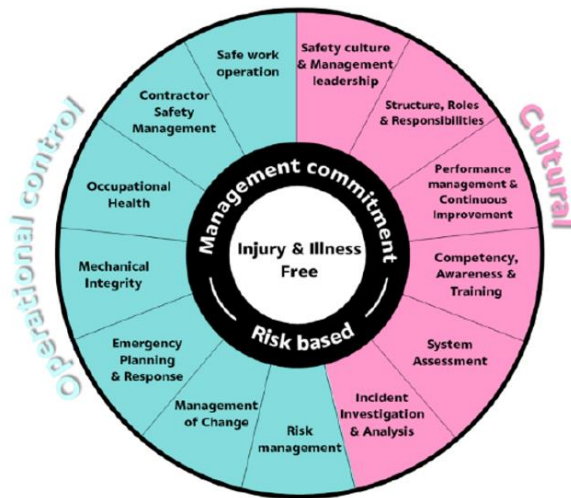 Safety culture
& Management
leadership
Structure, Roles
& Responsibilities
Performance
management &
Continuous
Improvement
Competency,
Awareness &
Training
System
Assessment
Incident
Investigation
& Analysis
Risk
management
Management
of Change
Emergency
Planning
& Response
Mechanical
Integrity
Occupational
Health
Contractor
Safety
Management
Safe work
operation
Management commitment
Risk based
Injury & Illness
Free
Operational control
Cultural